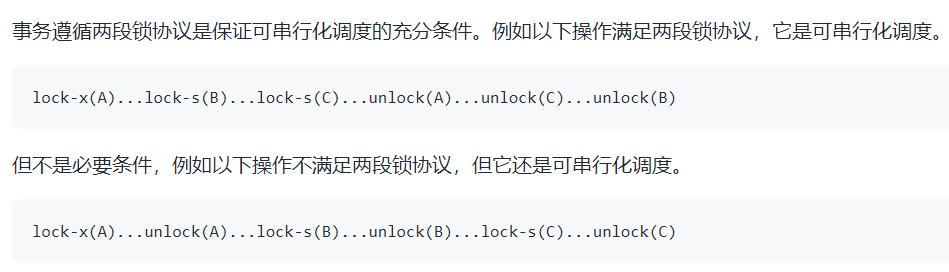 事务遵循两段锁协议是保证可串行化调度的充分条件。例如以下操作满足两段锁协议，它是可串行化调度。
lock-x(A)...lock-s(B)...lock-s(C)...unlock(A)...unlock(C)...unlock(B)
但不是必要条件，例如以下操作不满足两段锁协议，但它还是可串行化调度。
lock-x(A)...unlock(A)...lock-s(B)...unlock(B)...lock-s(C)...unlock(C)